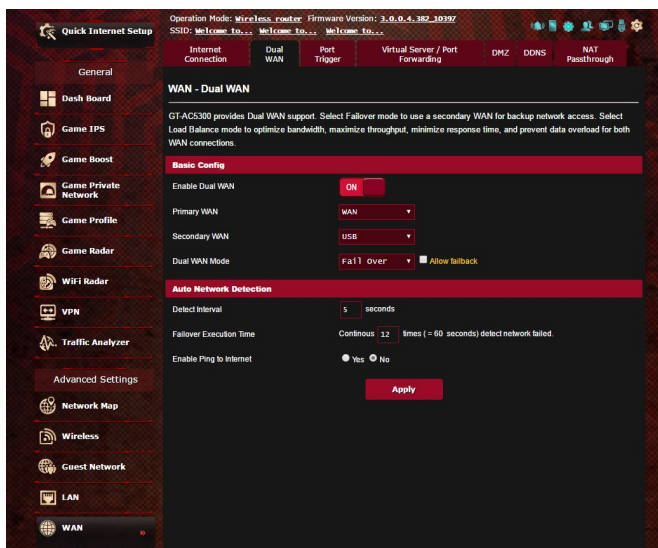 Quick Internet Setup
Operation Mode: Wireless router Firmware Version: 3.0.0.4.382_10397
SSID: Welcome to... Welcome to... Welcome to...
Internet Connection
Dual WAN
Port Trigger
Virtual Server / Port Forwarding
DMZ
DDNS
NAT Passthrough
General
Dash Board
Game IPS
Game Boost
Game Private Network
Game Profile
Game Radar
WiFi Radar
VPN
Traffic Analyzer
Advanced Settings
Network Map
Wireless
Guest Network
LAN
WAN »
WAN - Dual WAN
GT-AC5300 provides Dual WAN support. Select Failover mode to use a secondary WAN for backup network access. Select
Load Balance mode to optimize bandwidth, maximize throughput, minimize response time, and prevent data overload for both
WAN connections.
Basic Config
Enable Dual WAN ON
Primary WAN WAN
Secondary WAN USB
Dual WAN Mode Fail Over Allow failback
Auto Network Detection
Detect Interval 5 seconds
Failover Execution Time Continous 12 times ( = 60 seconds) detect network failed.
Enable Ping to Internet Yes No
Apply